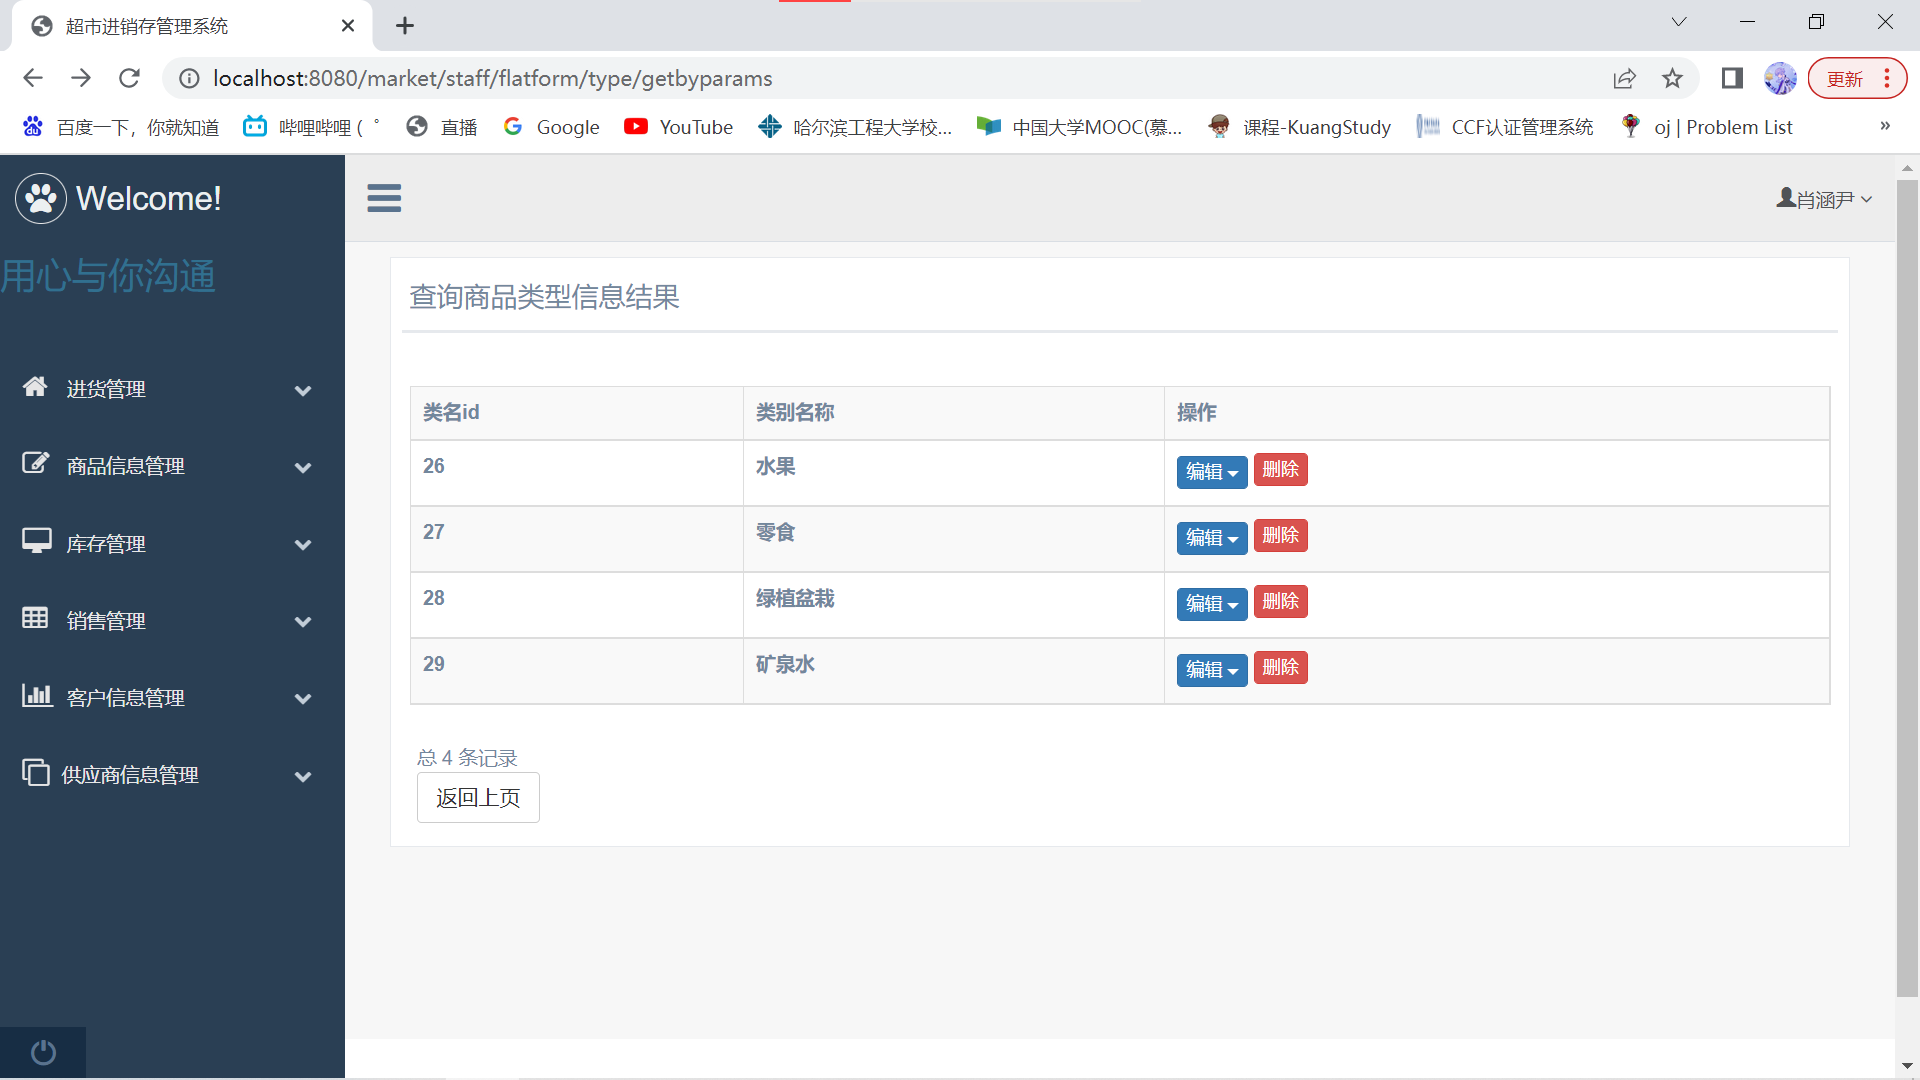 超市进销存管理系统
localhost:8080/market/staff/flatform/type/getbyparams
更新
百度一下，你就知道
哔哩哔哩 ( ゜
直播
Google
YouTube
哈尔滨工程大学校...
中国大学MOOC(慕...
课程-KuangStudy
CCF认证管理系统
oj | Problem List
»
Welcome!
肖涵尹
用心与你沟通
进货管理
商品信息管理
库存管理
销售管理
客户信息管理
供应商信息管理
查询商品类型信息结果
类名id 类别名称 操作
26 水果 编辑 删除
27 零食 编辑 删除
28 绿植盆栽 编辑 删除
29 矿泉水 编辑 删除
总 4 条记录
返回上页